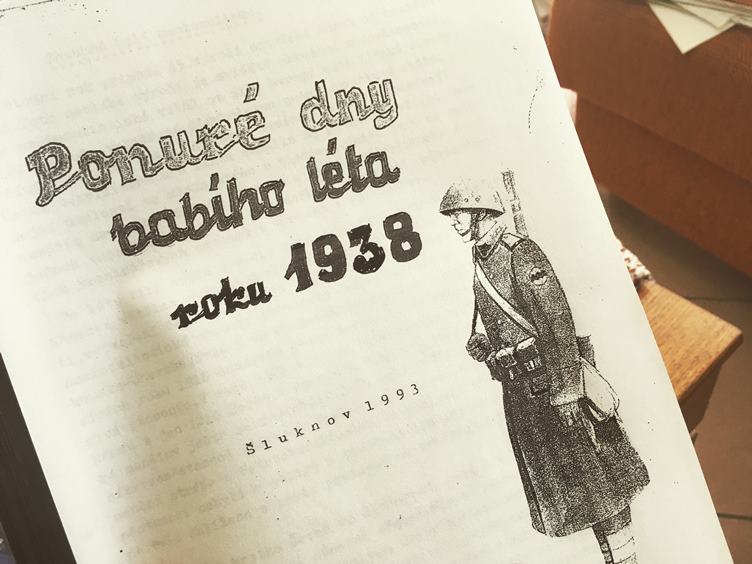 Ponuré dny
babího léta
roku 1938
Šluknov 1993